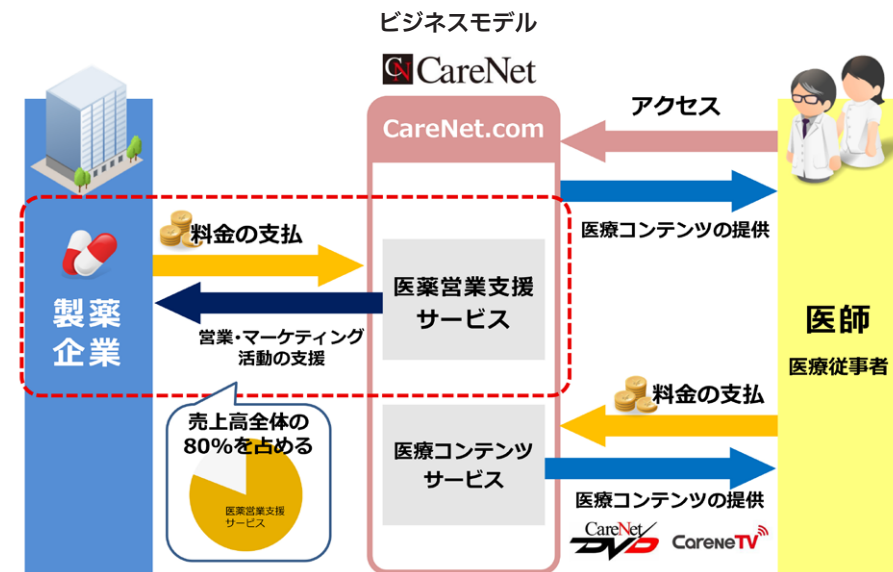 ビジネスモデル
CN CareNet
CareNet.com
アクセス
医療コンテンツの提供
料金の支払
医薬営業支援
サービス
製薬
企業
営業・マーケティング
活動の支援
医師
医療従事者
売上高全体の
80%を占める
医薬営業支援
サービス
料金の支払
医療コンテンツ
サービス
医療コンテンツの提供
CareNet DVD
CareNeTV